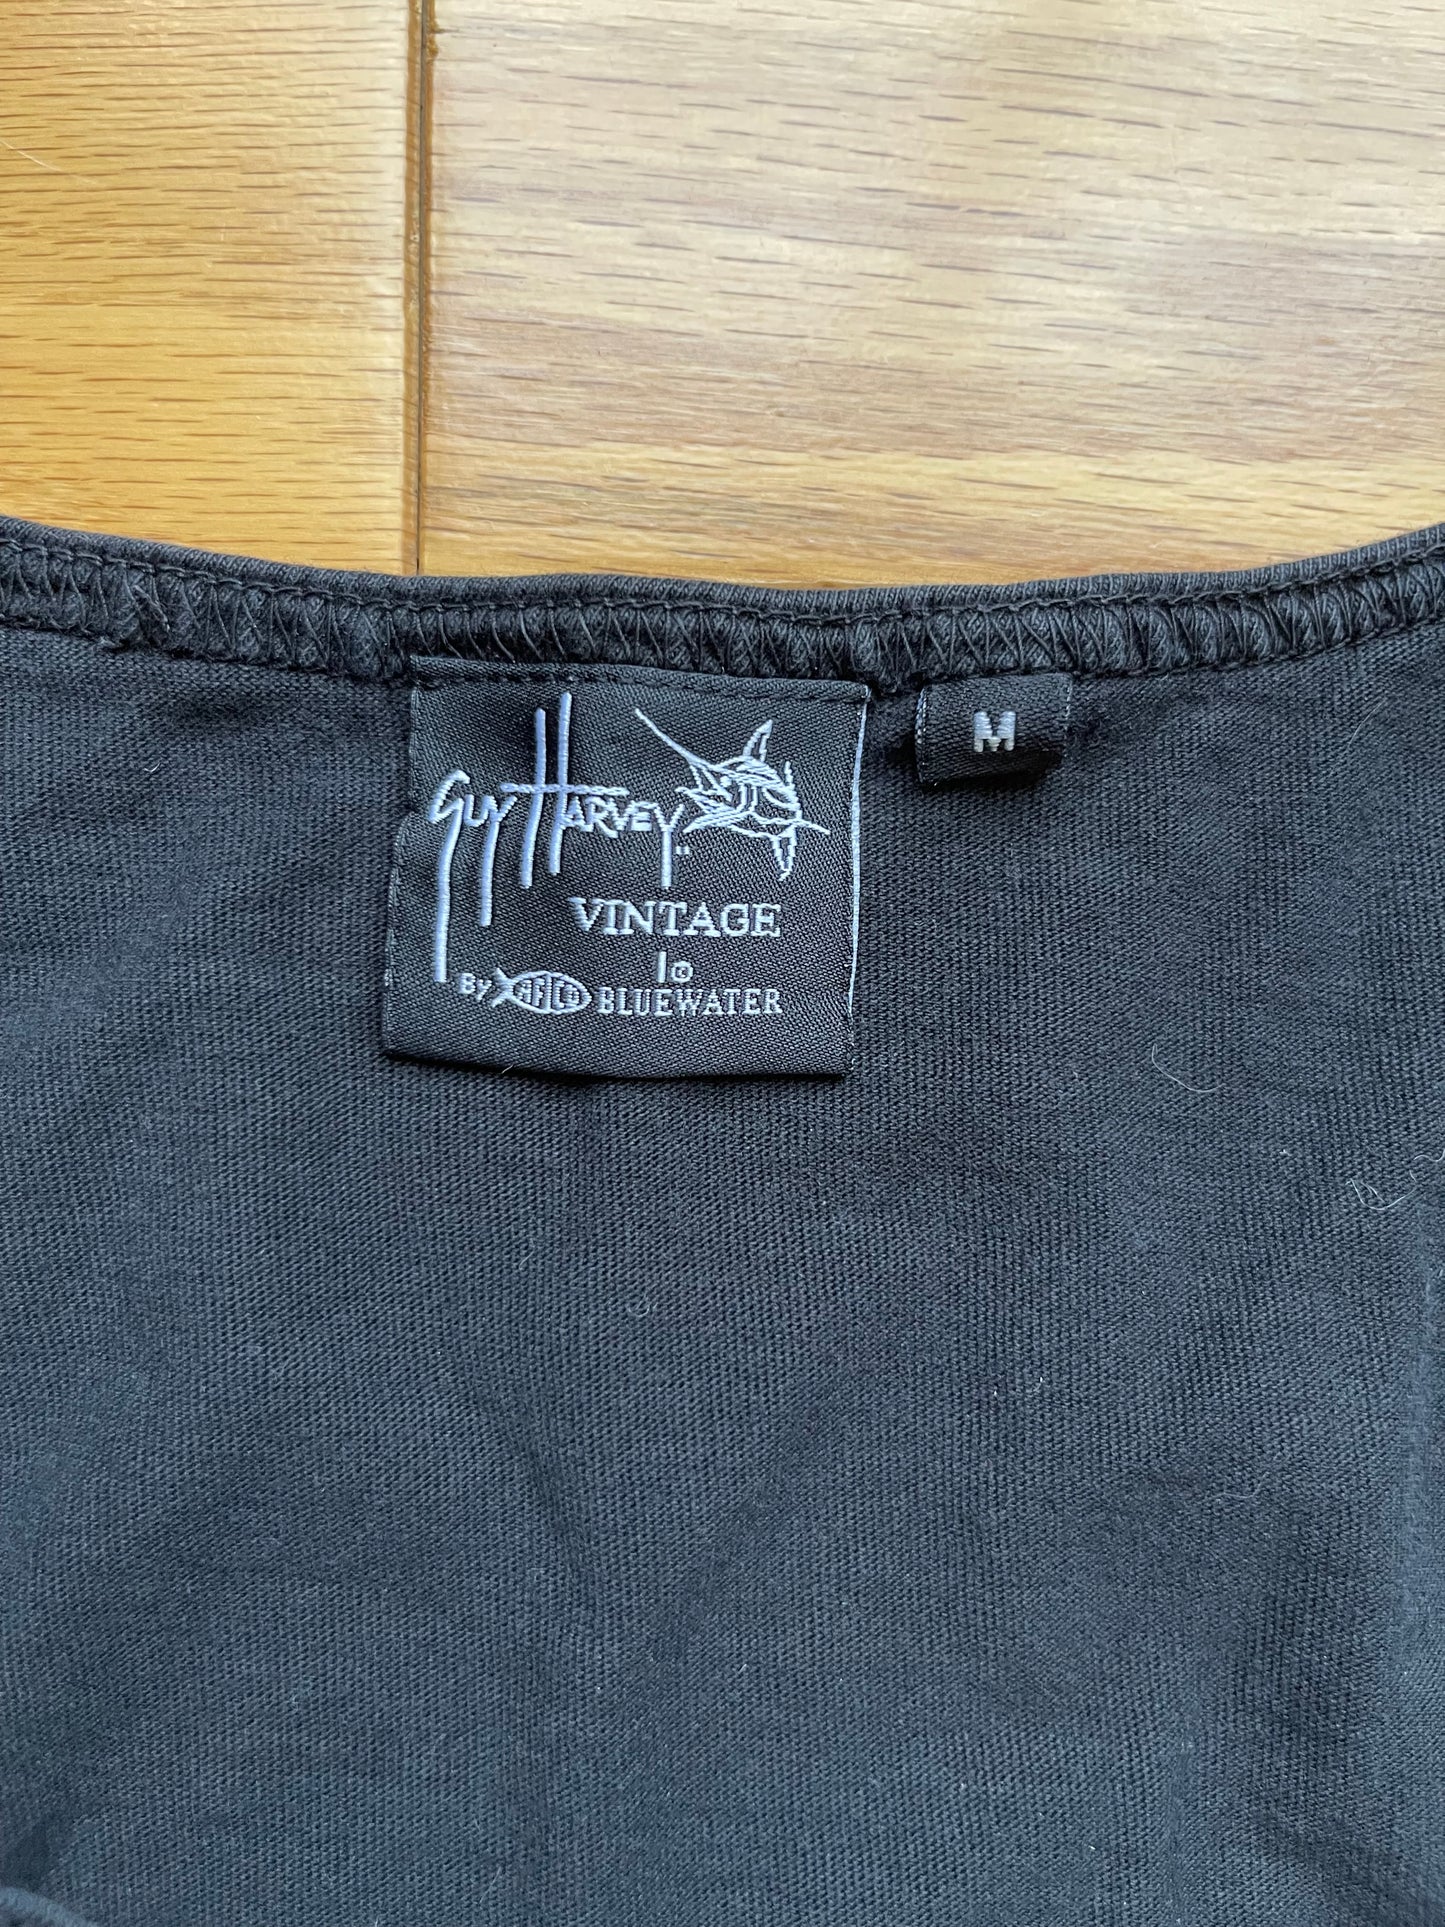 Guy Harvey
VINTAGE
By AFTCO BLUEWATER
M